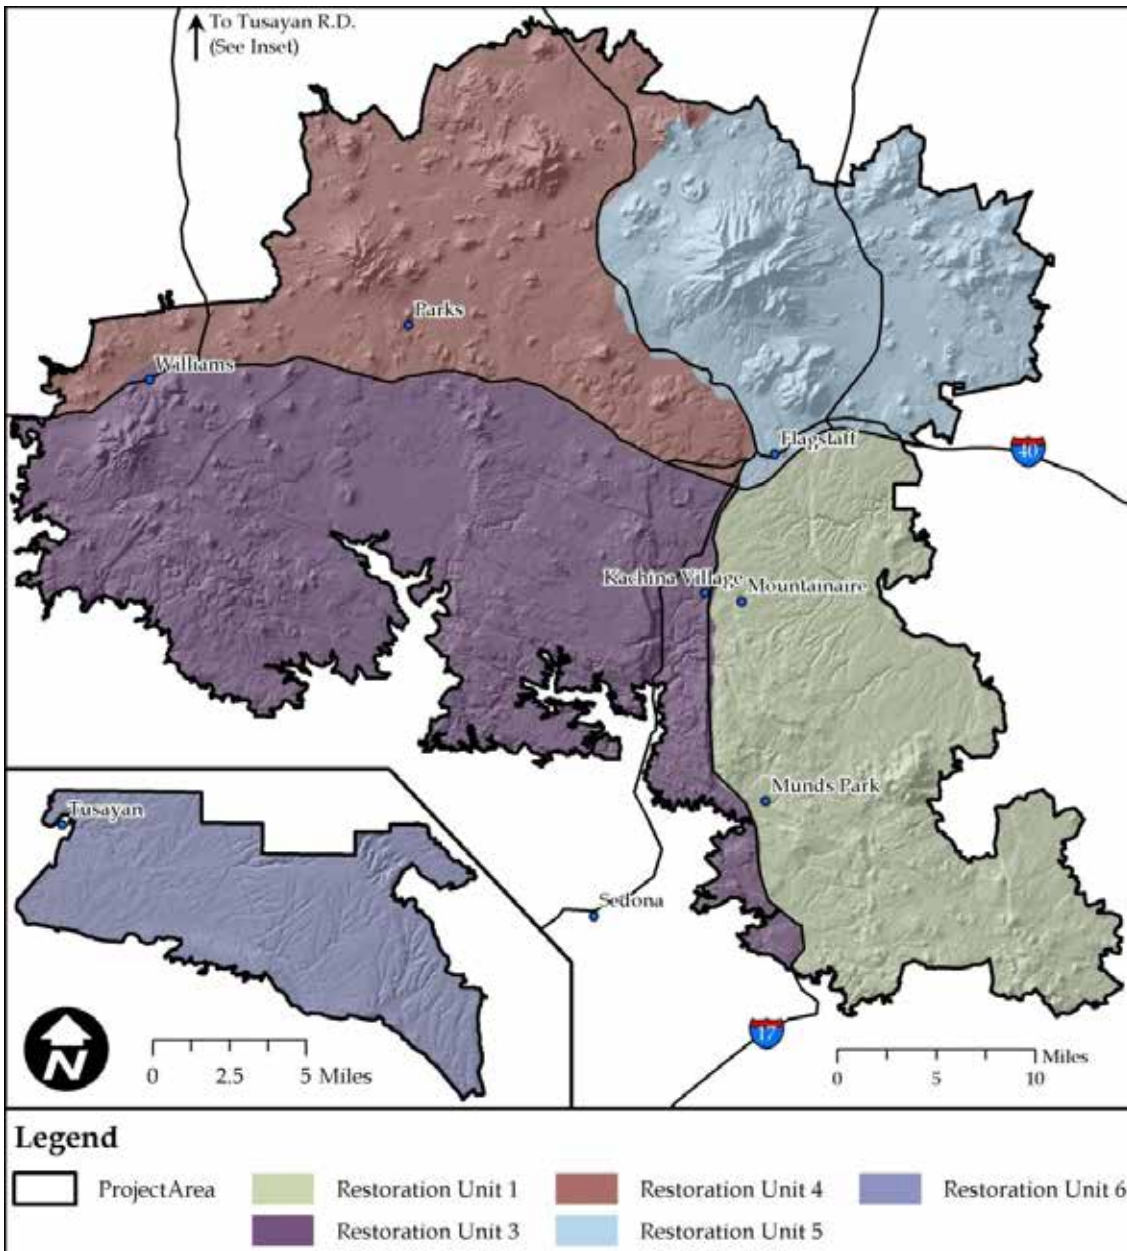 To Tusayan R.D.
(See Inset)
Parks
Williams
Flagstaff
40
Kachina Village
Mountainaire
Munds Park
Tusayan
Sedona
17
N
0 2.5 5 Miles
0 5 10 Miles
Legend
ProjectArea
Restoration Unit 1
Restoration Unit 4
Restoration Unit 6
Restoration Unit 3
Restoration Unit 5